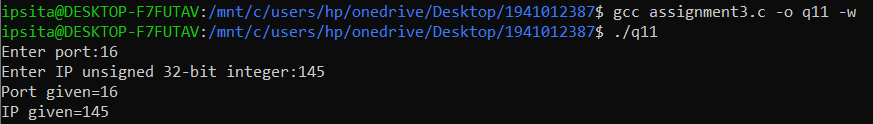 ipsita@DESKTOP-F7FUTAV:/mnt/c/users/hp/onedrive/Desktop/1941012387$ gcc assignment3.c -o q11 -w
ipsita@DESKTOP-F7FUTAV:/mnt/c/users/hp/onedrive/Desktop/1941012387$ ./q11
Enter port:16
Enter IP unsigned 32-bit integer:145
Port given=16
IP given=145